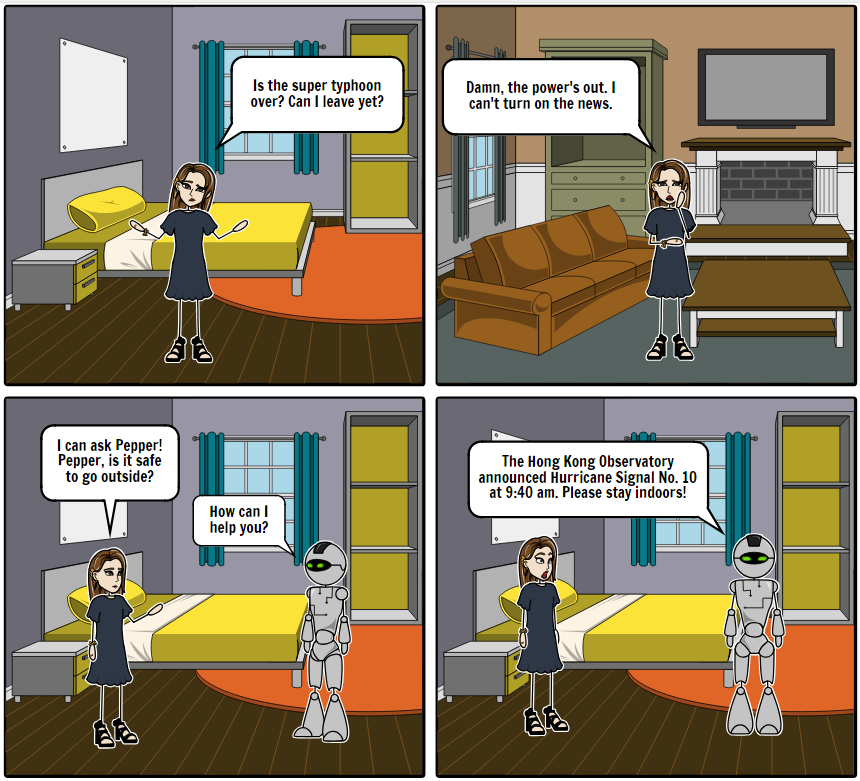 Is the super typhoon
over? Can I leave yet?
Damn, the power's out. I
can't turn on the news.
I can ask Pepper!
Pepper, is it safe
to go outside?
How can I
help you?
The Hong Kong Observatory
announced Hurricane Signal No. 10
at 9:40 am. Please stay indoors!